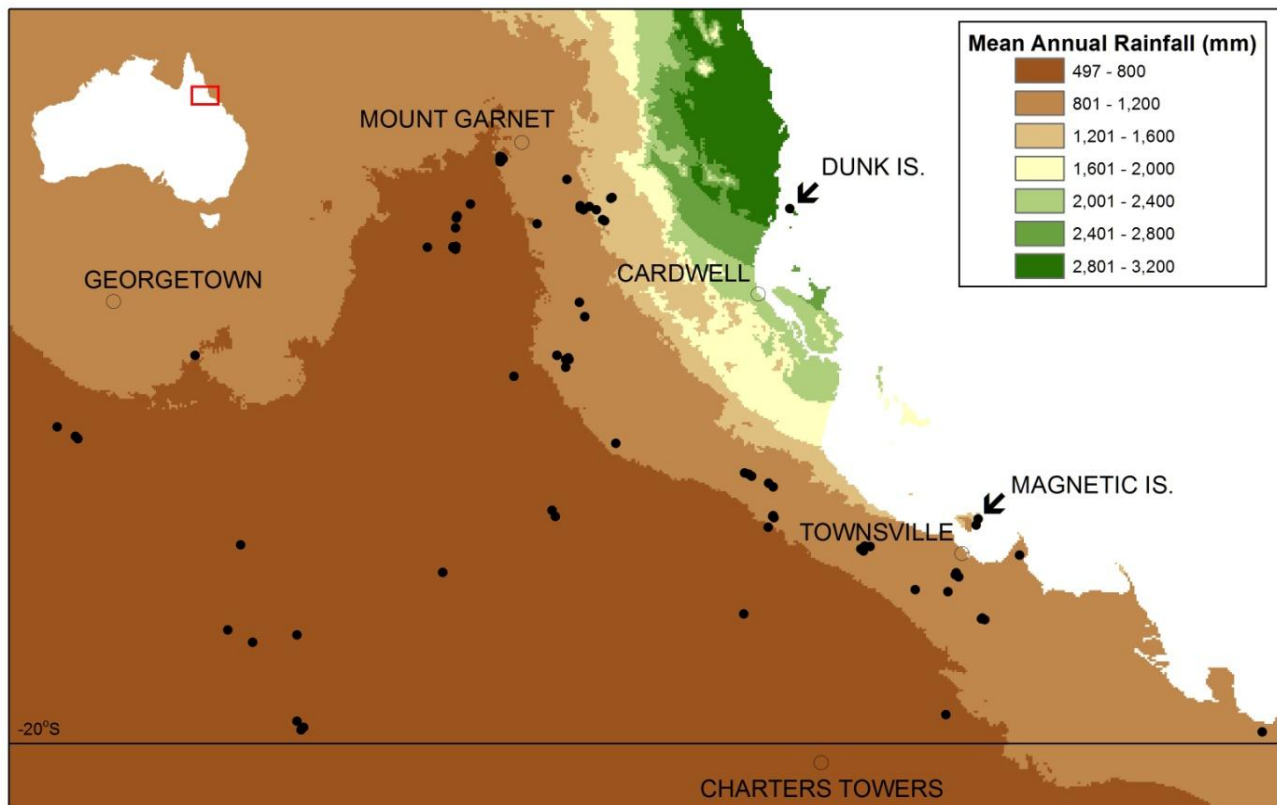 Mean Annual Rainfall (mm)
497 - 800
801 - 1,200
1,201 - 1,600
1,601 - 2,000
2,001 - 2,400
2,401 - 2,800
2,801 - 3,200
MOUNT GARNET
DUNK IS.
GEORGETOWN
CARDWELL
MAGNETIC IS.
TOWNSVILLE
-20°S
CHARTERS TOWERS